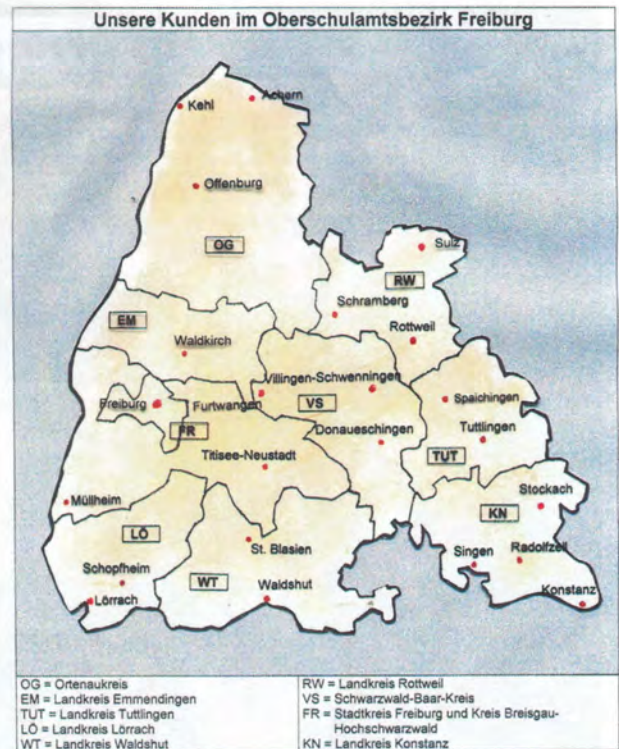 Unsere Kunden im Oberschulamtsbezirk Freiburg
Achern
Kehl
Offenburg
OG
Sulz
RW
Schramberg
EM
Rottweil
Waldkirch
Villingen-Schwenningen
Freiburg
Furtwangen
VS
Spaichingen
FR
Donaueschingen
Tuttlingen
TUT
Titisee-Neustadt
Stockach
Müllheim
KN
LÖ
St. Blasien
Singen
Radolfzell
Schopfheim
WT
Waldshut
Lörrach
Konstanz
OG = Ortenaukreis
EM = Landkreis Emmendingen
TUT = Landkreis Tuttlingen
LÖ = Landkreis Lörrach
WT = Landkreis Waldshut
RW = Landkreis Rottweil
VS = Schwarzwald-Baar-Kreis
FR = Stadtkreis Freiburg und Kreis Breisgau-
Hochschwarzwald
KN = Landkreis Konstanz